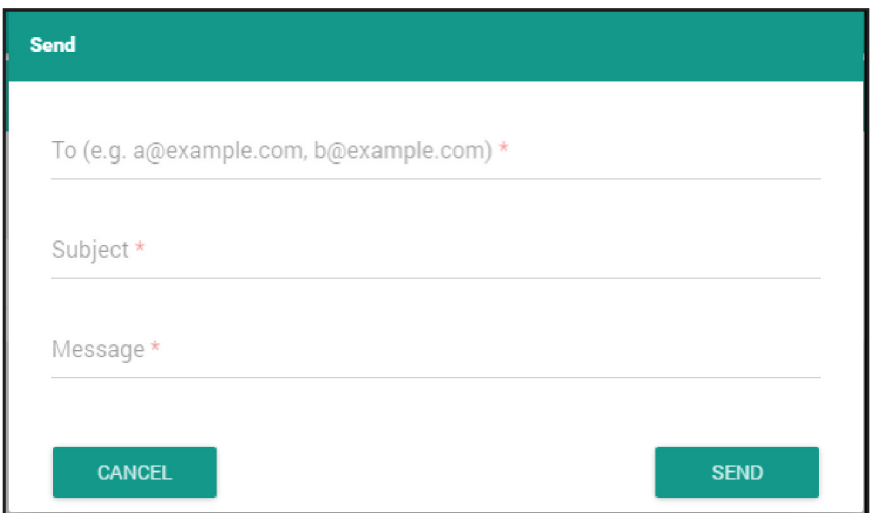 Send
To (e.g. a@example.com, b@example.com) *
Subject *
Message *
CANCEL
SEND